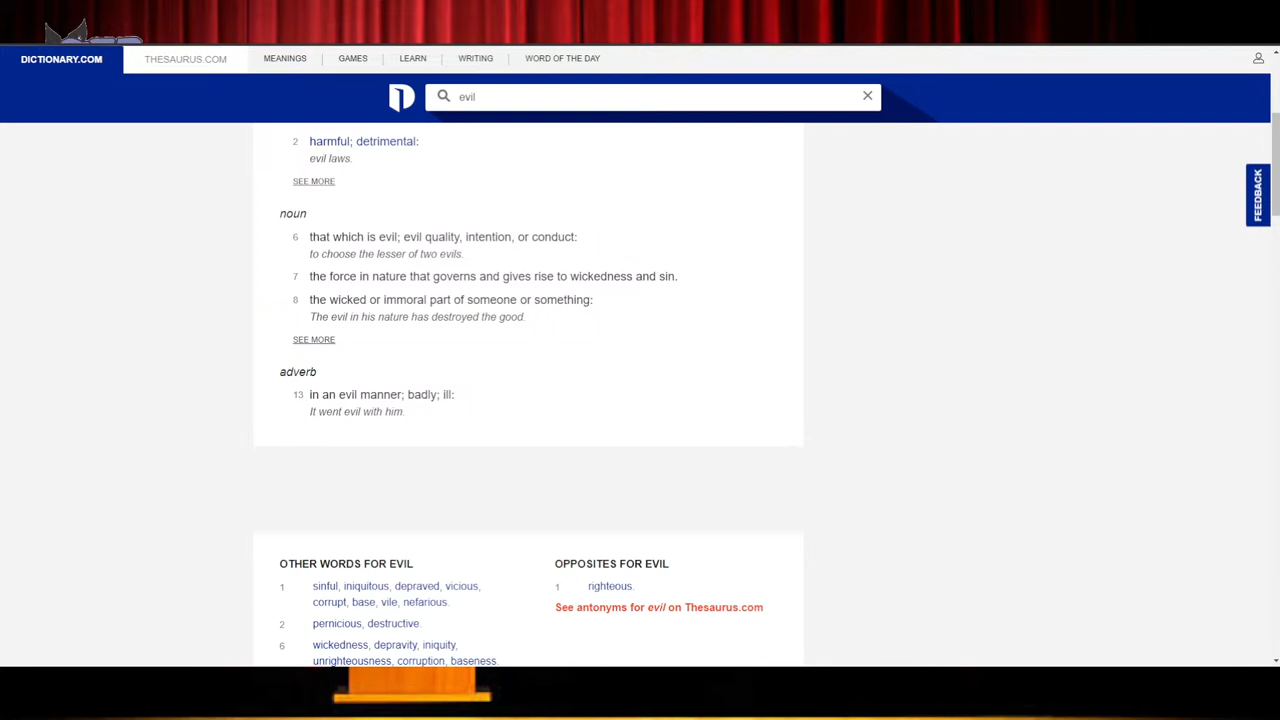 DICTIONARY.COM
THESAURUS.COM
MEANINGS
GAMES
LEARN
WRITING
WORD OF THE DAY
evil
FEEDBACK
2 harmful; detrimental:
evil laws.
SEE MORE
noun
6 that which is evil; evil quality, intention, or conduct:
to choose the lesser of two evils.
7 the force in nature that governs and gives rise to wickedness and sin.
8 the wicked or immoral part of someone or something:
The evil in his nature has destroyed the good.
SEE MORE
adverb
13 in an evil manner; badly; ill:
It went evil with him.
OTHER WORDS FOR EVIL
1 sinful, iniquitous, depraved, vicious,
corrupt, base, vile, nefarious.
2 pernicious, destructive.
6 wickedness, depravity, iniquity,
unrighteousness, corruption, baseness.
OPPOSITES FOR EVIL
1 righteous.
See antonyms for evil on Thesaurus.com